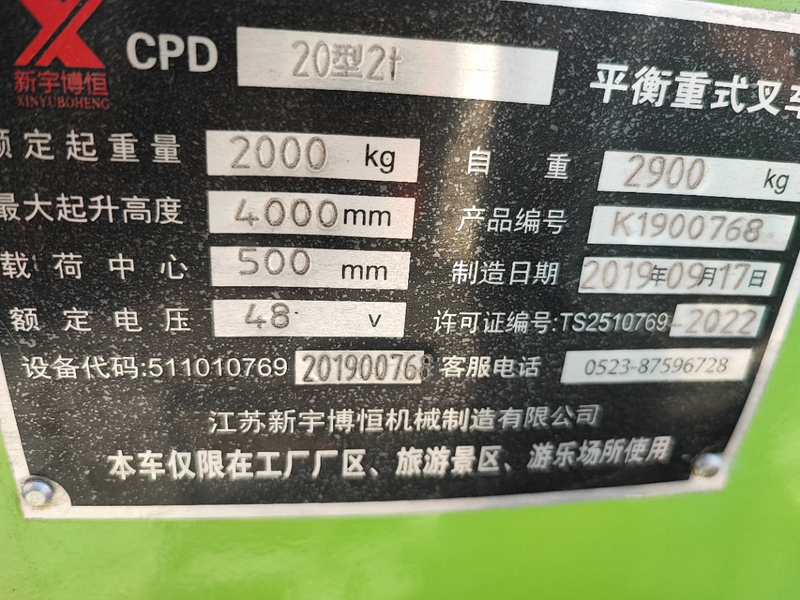 新宇博恒
XINYUBOHENG
CPD 20型2t
平衡重式叉车
额定起重量 2000 kg 自重 2900 kg
最大起升高度 4000mm 产品编号 K1900768
载荷中心 500 mm 制造日期 2019年09月17日
额定电压 48 v 许可证编号:TS2510769-2022
设备代码:511010769 201900768 客服电话 0523-87596728
江苏新宇博恒机械制造有限公司
本车仅限在工厂厂区、旅游景区、游乐场所使用